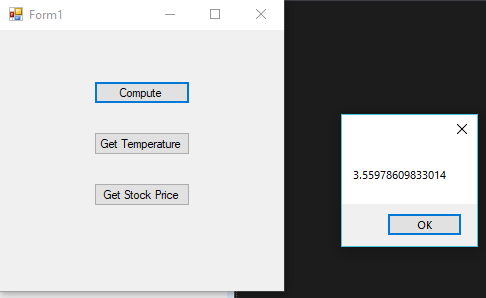 Form1
Compute
Get Temperature
Get Stock Price
3.55978609833014
OK